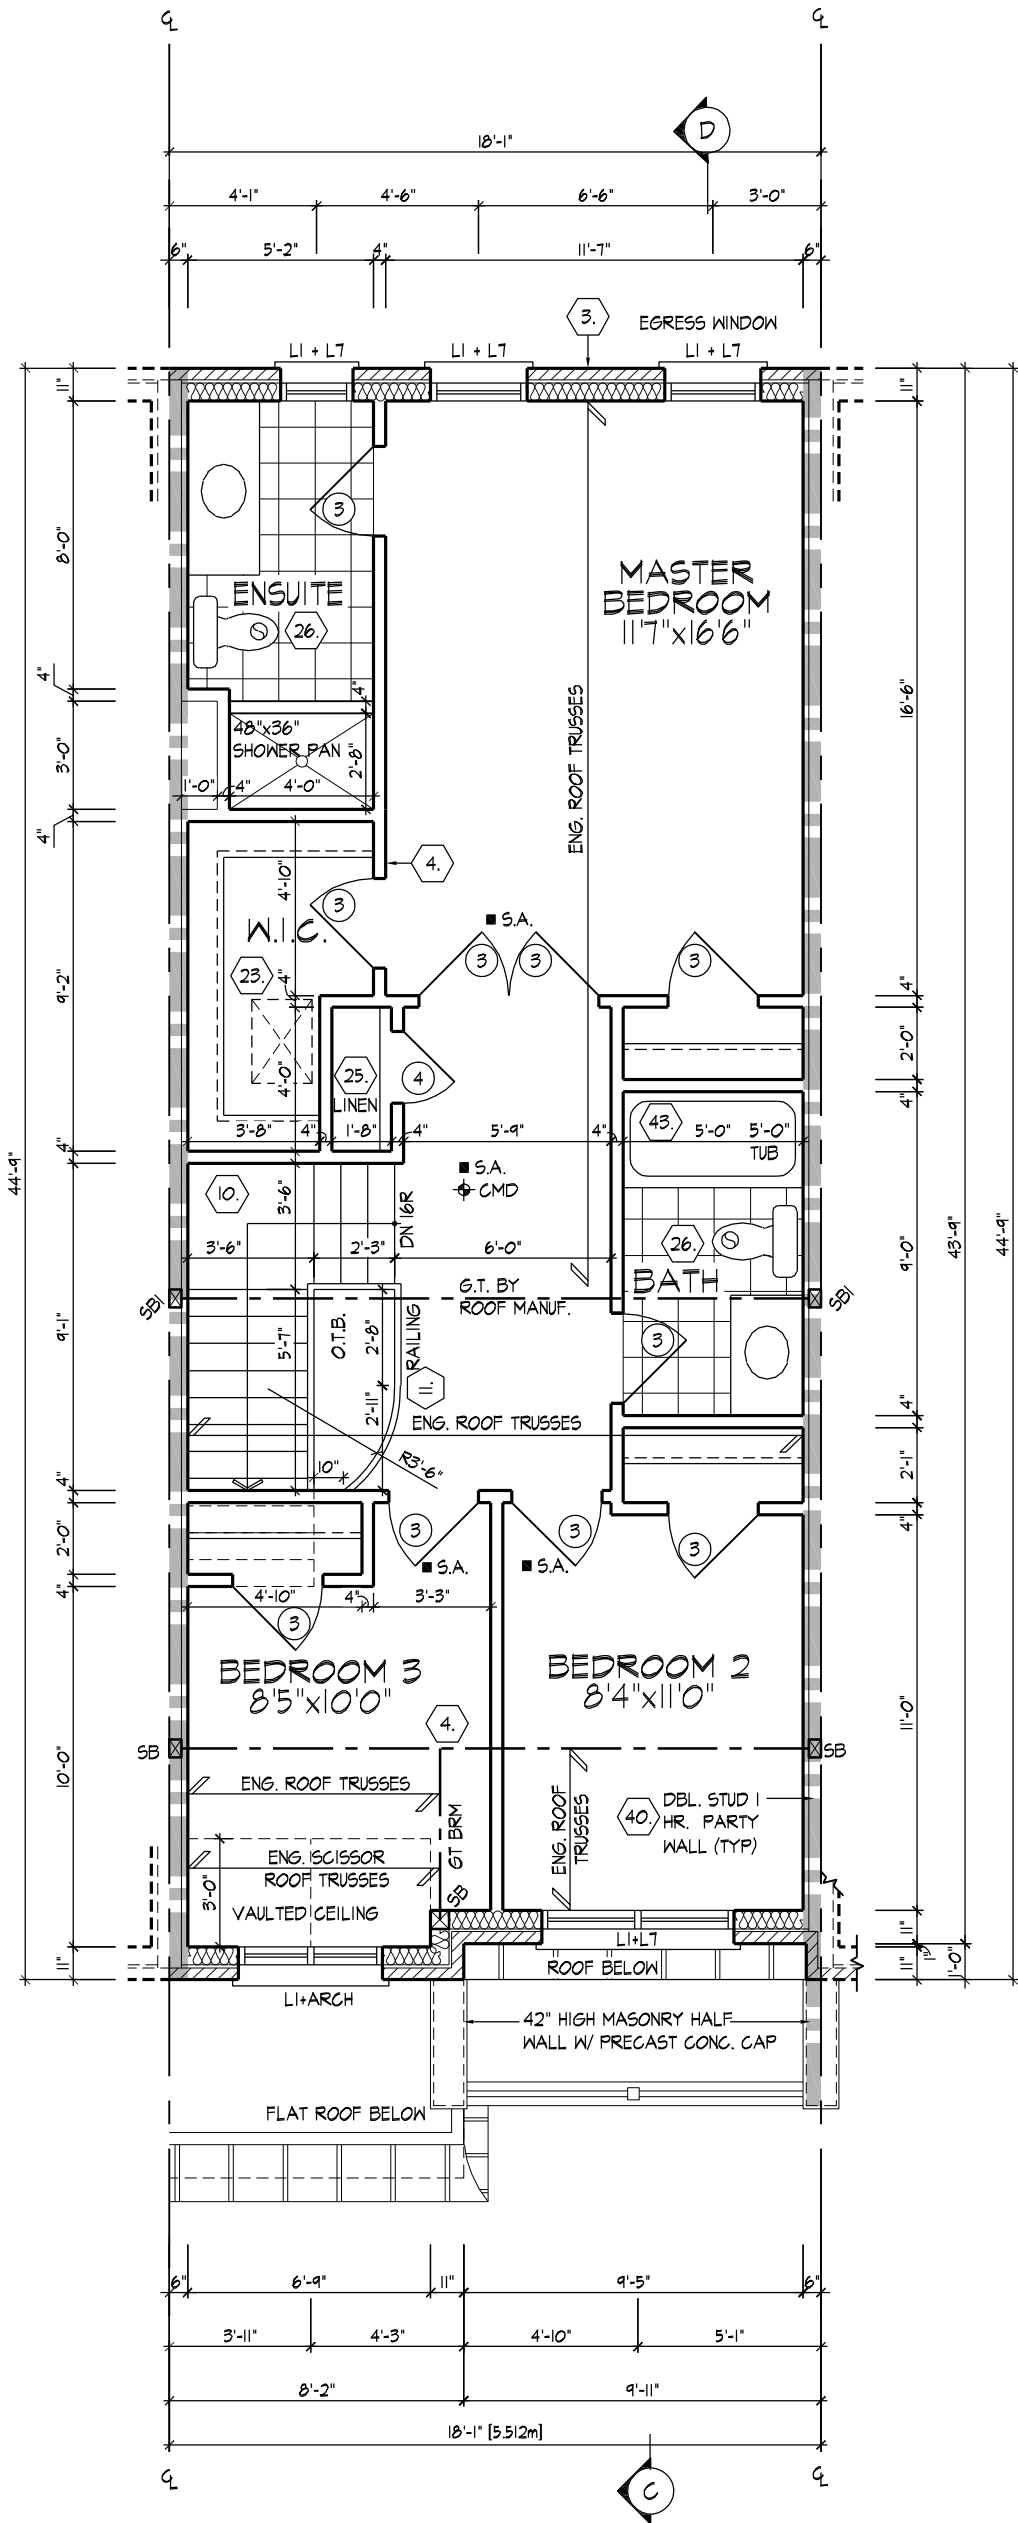 ℄ ℄
D
18'-1"
4'-1" 4'-6" 6'-6" 3'-0"
6" 5'-2" 4" 11'-7" 6"
3. EGRESS WINDOW
L1 + L7 L1 + L7 L1 + L7
11" 11"
3
8'-0"
MASTER
BEDROOM
11'7"x16'6"
ENSUITE
26.
4" 4"
ENG. ROOF TRUSSES
16'-6"
48"x36"
SHOWER PAN
3'-0" 2'-8"
1'-0" 4" 4'-0"
4"
4.
4'-10"
3
S.A.
W.I.C.
3 3 3
23.
9'-2" 4" 4"
4'-0"
25. 4
LINEN
2'-0"
4"
43.
3'-8" 4" 1'-8" 4" 5'-9" 4" 5'-0" 5'-0"
TUB
4"
44'-9"
S.A.
CMD
10.
3'-6"
DN 16R
3'-6" 2'-3" 6'-0"
26.
9'-0"
43'-9"
44'-9"
BATH
G.T. BY
ROOF MANUF.
SB1 SB1
9'-1"
5'-7"
O.T.B.
2'-8"
RAILING
3
11.
2'-11"
ENG. ROOF TRUSSES
4"
R3'-6"
10"
2'-1"
4"
3 3 3
4"
2'-0"
S.A. S.A.
4"
4'-10" 4" 3'-3"
3
BEDROOM 3
8'5"x10'0"
BEDROOM 2
8'4"x11'0"
11'-0"
4.
SB SB
10'-0"
ENG. ROOF TRUSSES
GT BRM
ENG. ROOF
TRUSSES
40.
DBL. STUD 1
HR. PARTY
WALL (TYP)
ENG. SCISSOR
ROOF TRUSSES
3'-0"
VAULTED CEILING
SB
11" 11" 11" 1" 1'-0"
L1+L7
ROOF BELOW
L1+ARCH
42" HIGH MASONRY HALF
WALL W/ PRECAST CONC. CAP
FLAT ROOF BELOW
6" 6'-9" 11" 9'-5" 6"
3'-11" 4'-3" 4'-10" 5'-1"
8'-2" 9'-11"
18'-1" [5.512m]
℄ ℄
C